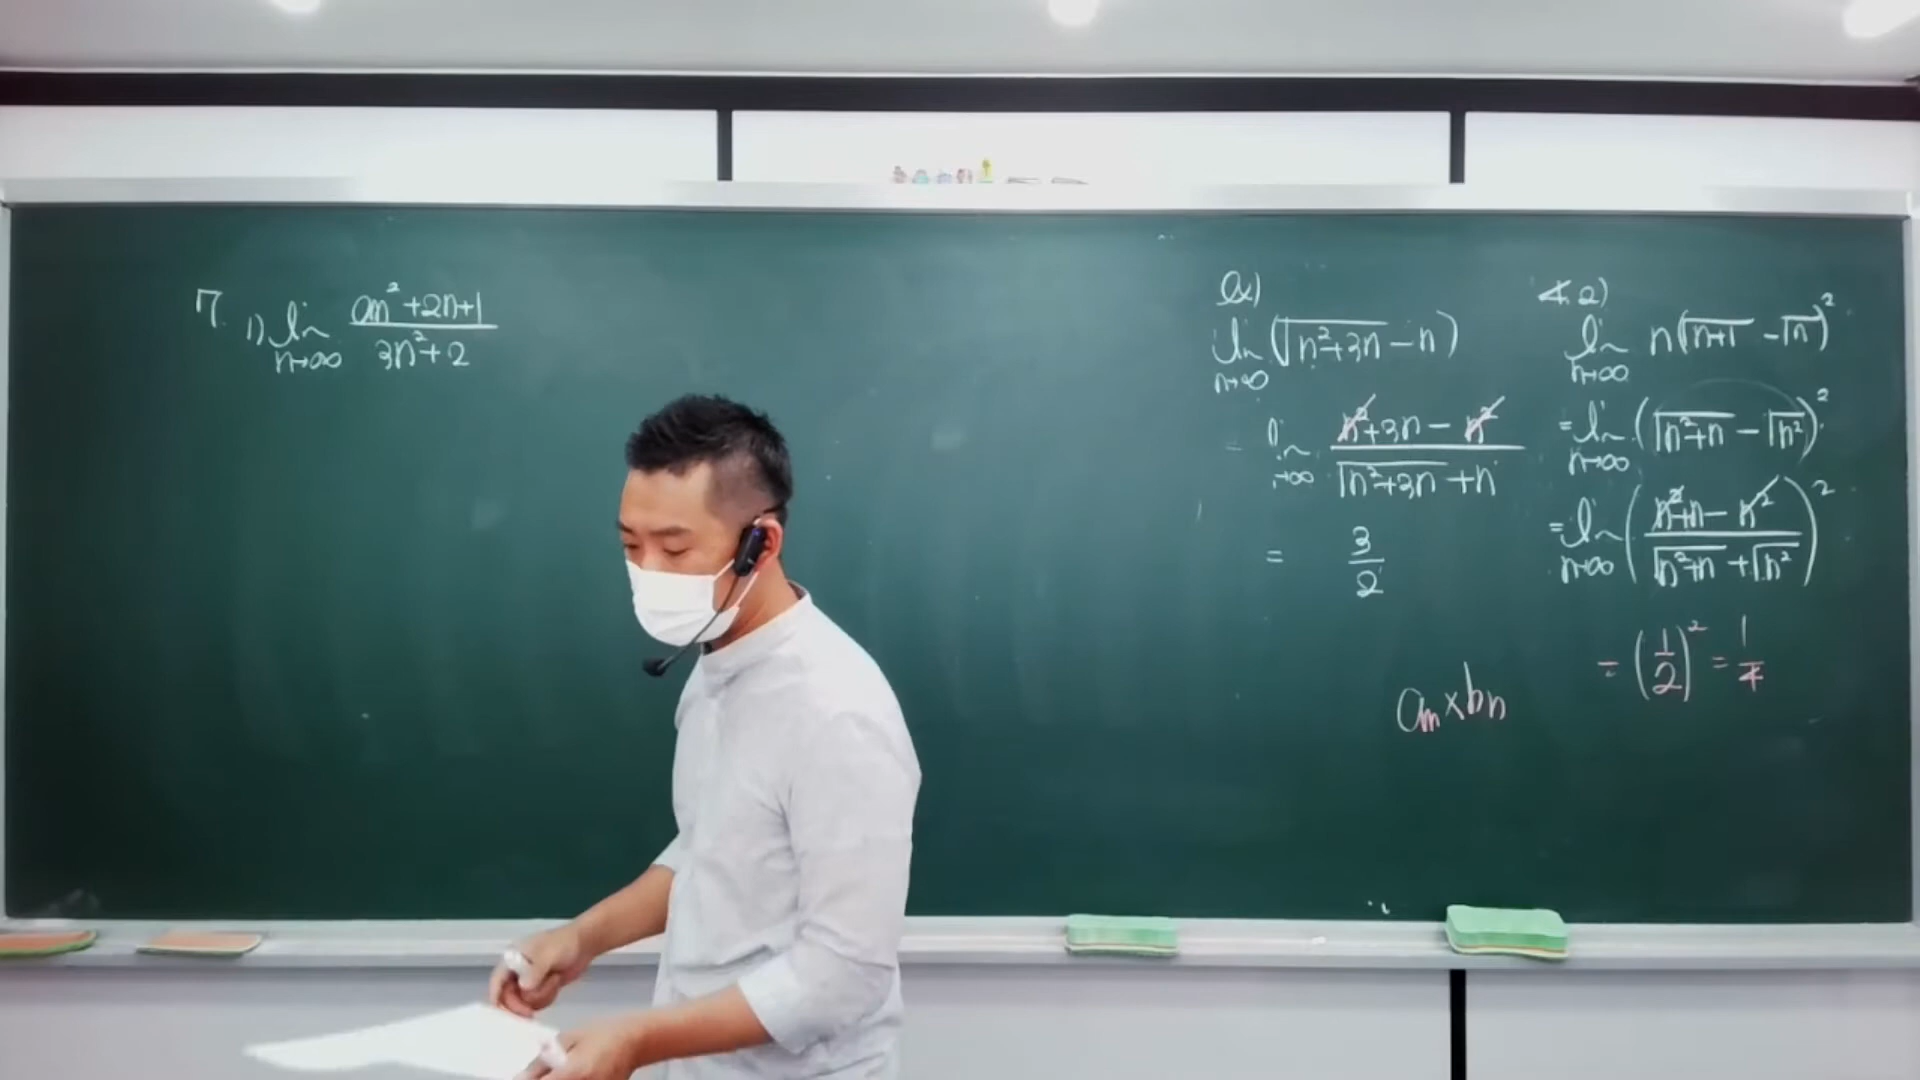 7. 1) lim n→∞ (an²+2n+1)/(3n²+2)
ex)
lim n→∞ (√(n²+3n) - n)
= lim n→∞ (n²+3n-n²)/(√(n²+3n)+n)
= 3/2
an×bn
4. 2)
lim n→∞ n(√(n+1) - √n)²
= lim n→∞ (√(n²+n) - √(n²))²
= lim n→∞ ((n²+n-n²)/(√(n²+n)+√(n²)))²
= (1/2)² = 1/4